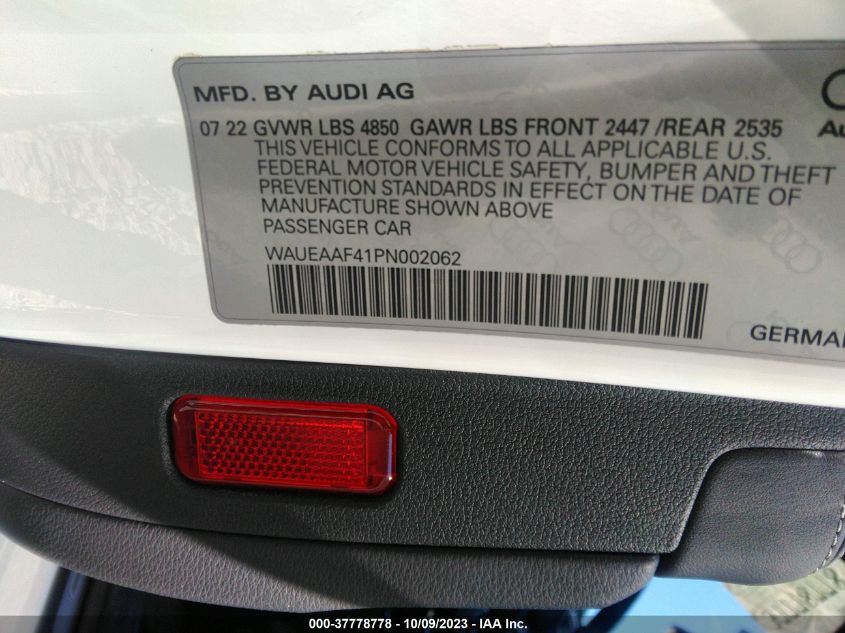 MFD. BY AUDI AG
07 22 GVWR LBS 4850 GAWR LBS FRONT 2447 /REAR 2535
THIS VEHICLE CONFORMS TO ALL APPLICABLE U.S.
FEDERAL MOTOR VEHICLE SAFETY, BUMPER AND THEFT
PREVENTION STANDARDS IN EFFECT ON THE DATE OF
MANUFACTURE SHOWN ABOVE
PASSENGER CAR
WAUEAAF41PN002062
000-37778778 - 10/09/2023 - IAA Inc.